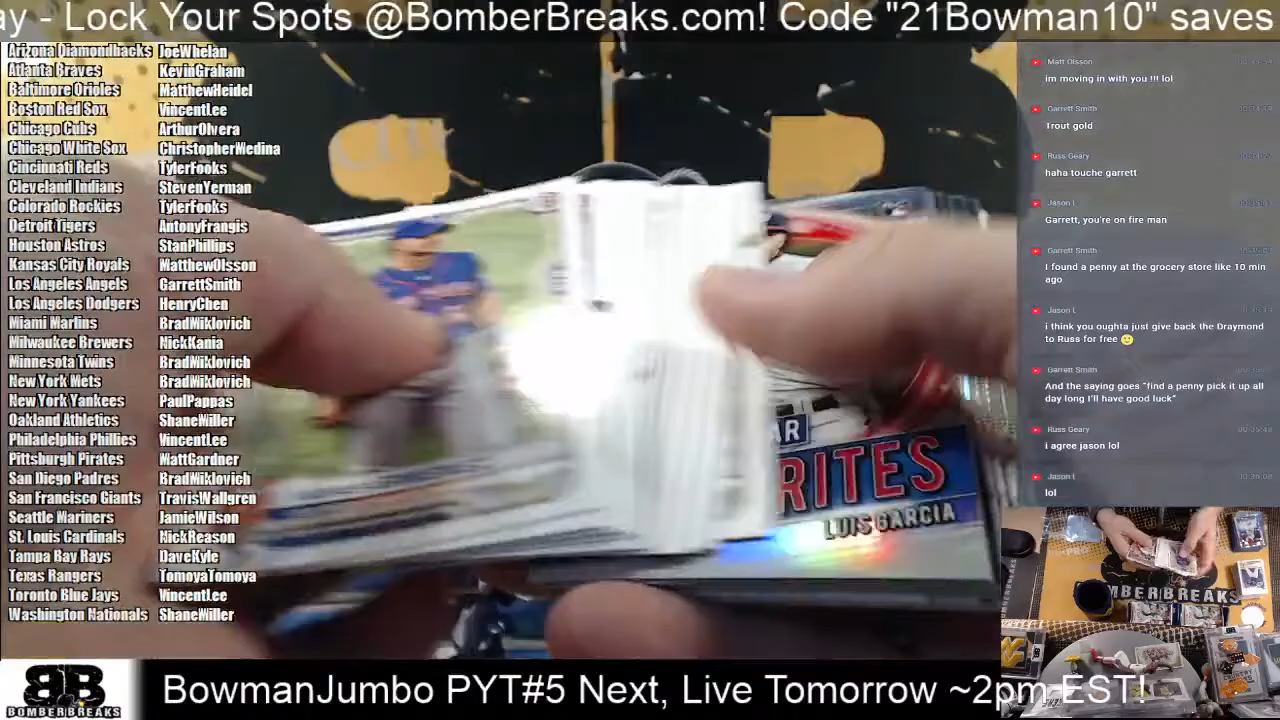 ay - Lock Your Spots @BomberBreaks.com! Code "21Bowman10" saves
Arizona Diamondbacks JoeWhelan
Atlanta Braves KevinGraham
Baltimore Orioles MatthewHeidel
Boston Red Sox VincentLee
Chicago Cubs ArthurOlvera
Chicago White Sox ChristopherMedina
Cincinnati Reds TylerFooks
Cleveland Indians StevenYerman
Colorado Rockies TylerFooks
Detroit Tigers AntonyFrangis
Houston Astros StanPhillips
Kansas City Royals MatthewOlsson
Los Angeles Angels GarrettSmith
Los Angeles Dodgers HenryChen
Miami Marlins BradMiklovich
Milwaukee Brewers NickKania
Minnesota Twins BradMiklovich
New York Mets BradMiklovich
New York Yankees PaulPappas
Oakland Athletics ShaneMiller
Philadelphia Phillies VincentLee
Pittsburgh Pirates MattGardner
San Diego Padres BradMiklovich
San Francisco Giants TravisWallgren
Seattle Mariners JamieWilson
St. Louis Cardinals NickReason
Tampa Bay Rays DaveKyle
Texas Rangers TomoyaTomoya
Toronto Blue Jays VincentLee
Washington Nationals ShaneMiller
AR
RITES
LUIS GARCIA
Matt Olsson
im moving in with you !!! lol
Garrett Smith
Trout gold
Russ Geary
haha touche garrett
Jason L
Garrett, you're on fire man
Garrett Smith
I found a penny at the grocery store like 10 min
ago
Jason L
i think you oughta just give back the Draymond
to Russ for free 🙂
Garrett Smith
And the saying goes "find a penny pick it up all
day long I'll have good luck"
Russ Geary
i agree jason lol
Jason L
lol
MBERBREAKS
BB
BOMBERBREAKS
BowmanJumbo PYT#5 Next, Live Tomorrow ~2pm EST!